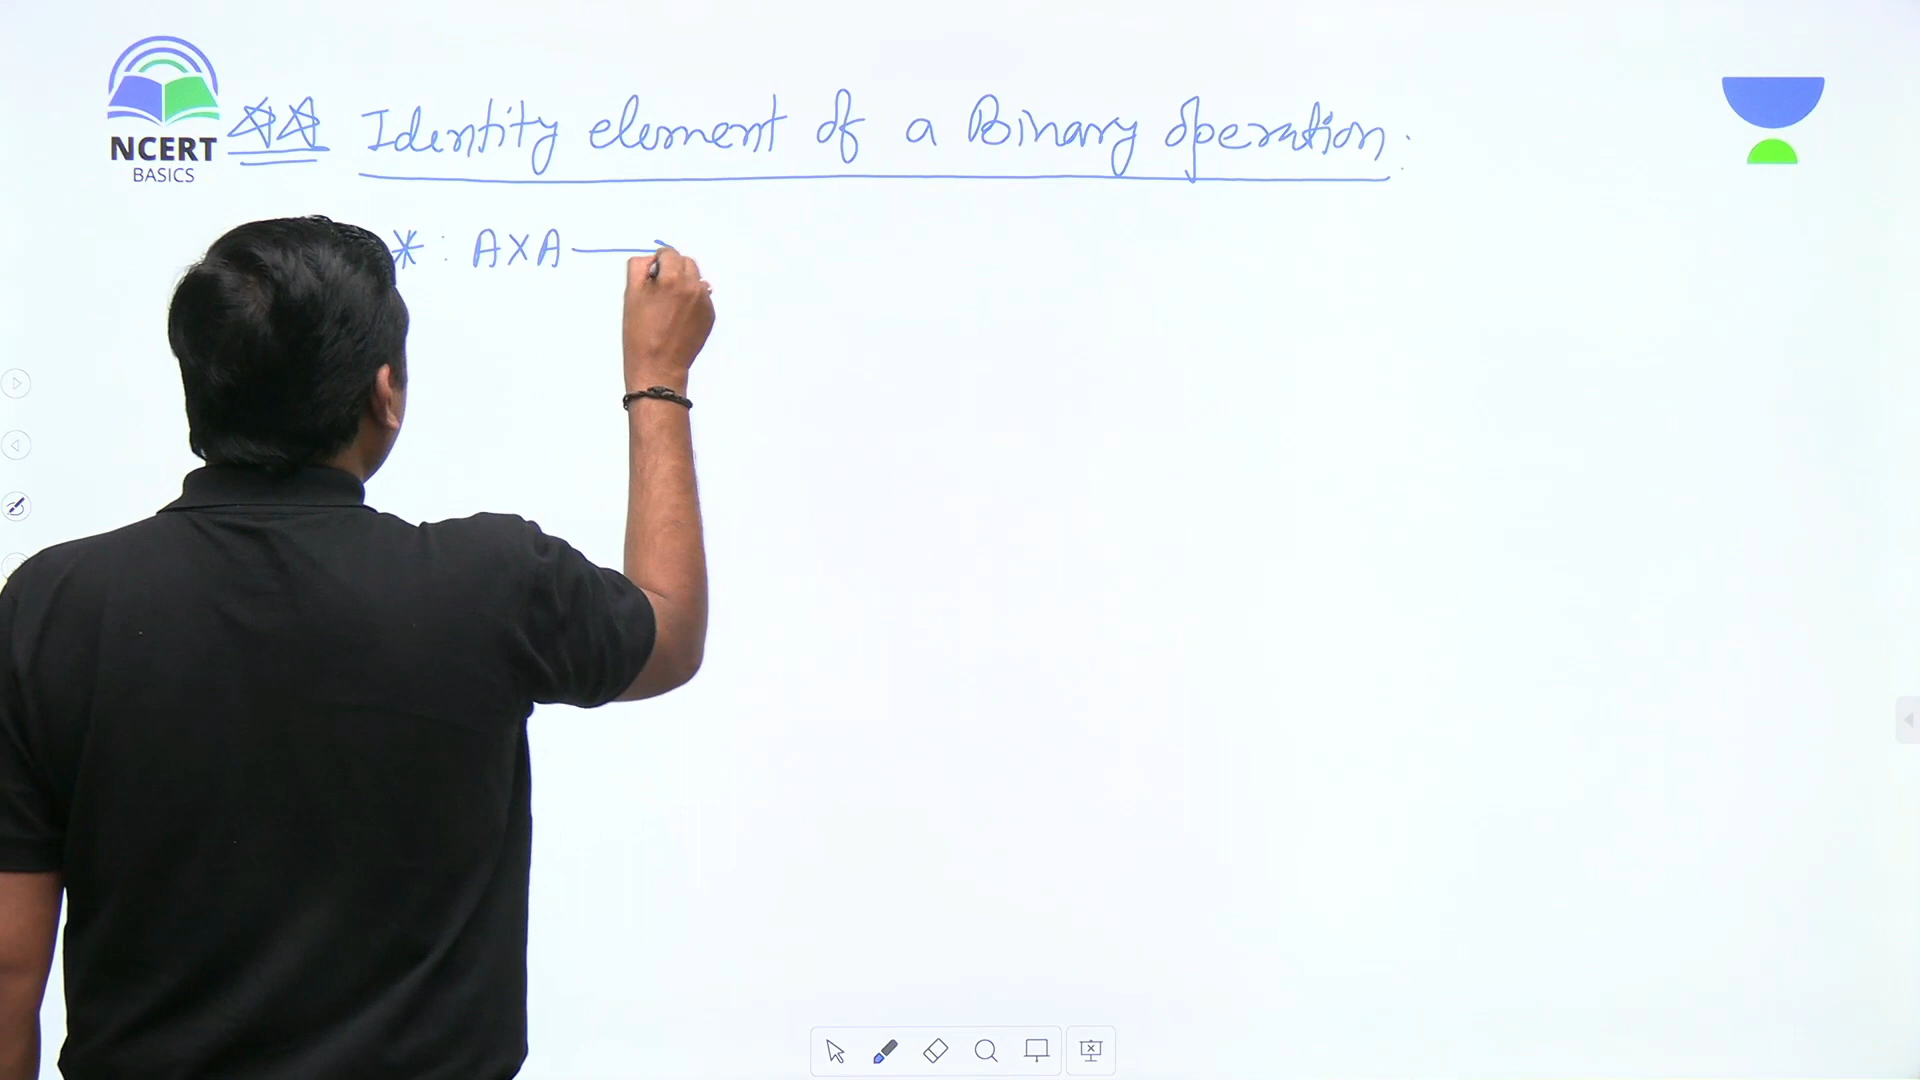 NCERT
BASICS
Identity element of a Binary operation.
* : A X A →